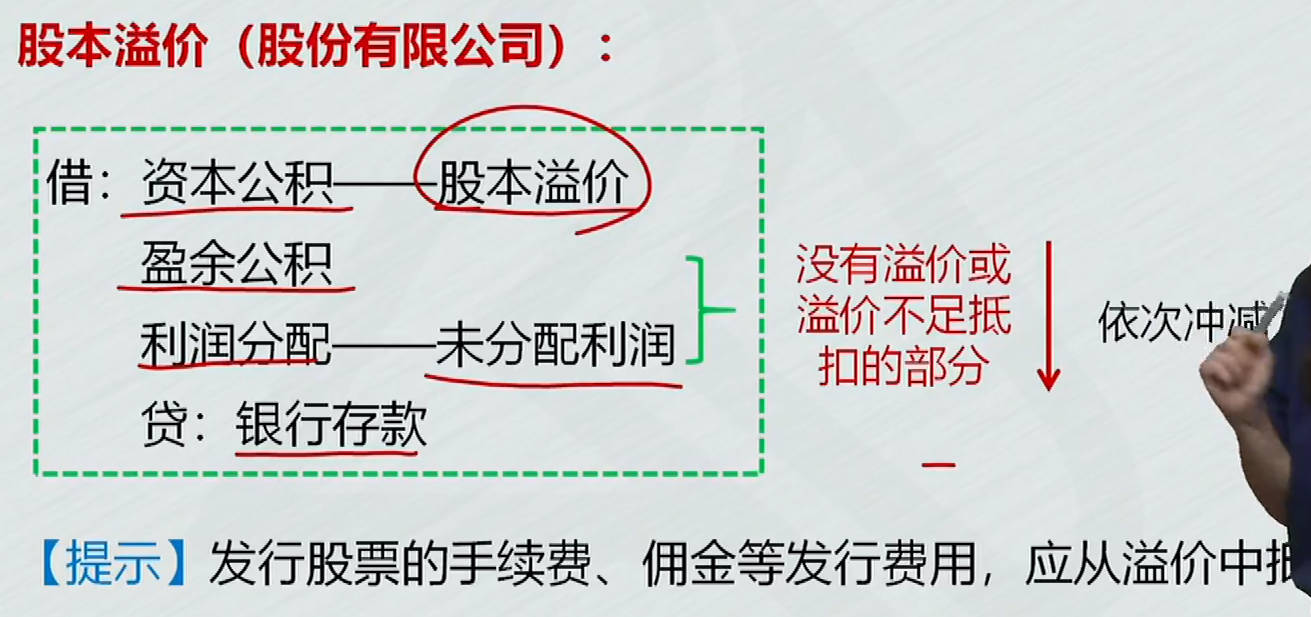 股本溢价（股份有限公司）：
借：资本公积——股本溢价
盈余公积
利润分配——未分配利润
贷：银行存款
没有溢价或
溢价不足抵
扣的部分
依次冲减
【提示】发行股票的手续费、佣金等发行费用，应从溢价中抵